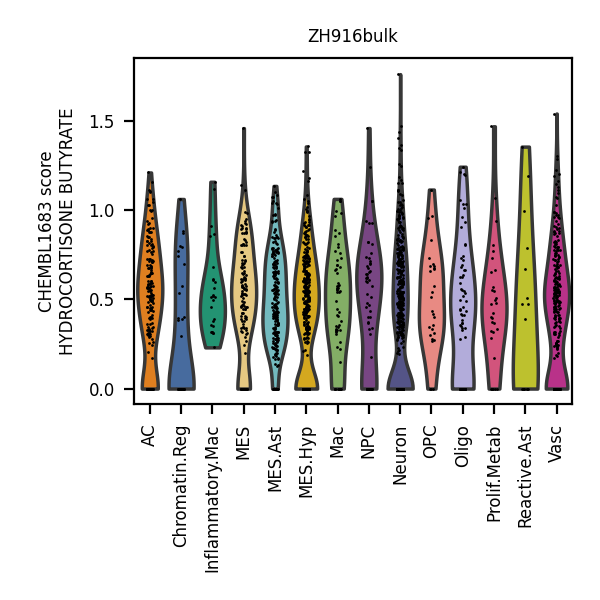 ZH916bulk
CHEMBL1683 score
HYDROCORTISONE BUTYRATE
1.5
1.0
0.5
0.0
AC
Chromatin.Reg
Inflammatory.Mac
MES
MES.Ast
MES.Hyp
Mac
NPC
Neuron
OPC
Oligo
Prolif.Metab
Reactive.Ast
Vasc